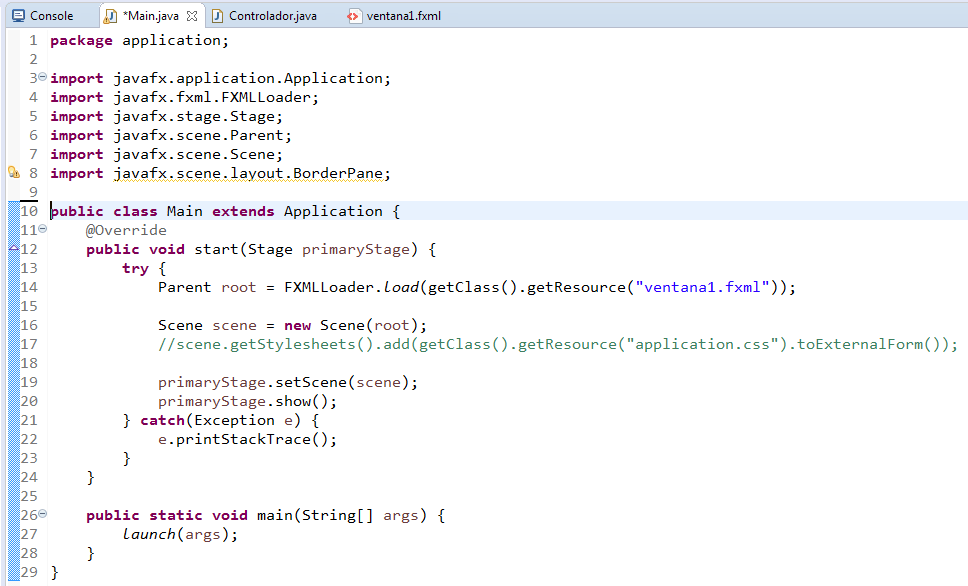 Console *Main.java Controlador.java ventana1.fxml
1 package application;
2
3 import javafx.application.Application;
4 import javafx.fxml.FXMLLoader;
5 import javafx.stage.Stage;
6 import javafx.scene.Parent;
7 import javafx.scene.Scene;
8 import javafx.scene.layout.BorderPane;
9
10 public class Main extends Application {
11     @Override
12     public void start(Stage primaryStage) {
13         try {
14             Parent root = FXMLLoader.load(getClass().getResource("ventana1.fxml"));
15
16             Scene scene = new Scene(root);
17             //scene.getStylesheets().add(getClass().getResource("application.css").toExternalForm());
18
19             primaryStage.setScene(scene);
20             primaryStage.show();
21         } catch(Exception e) {
22             e.printStackTrace();
23         }
24     }
25
26     public static void main(String[] args) {
27         launch(args);
28     }
29 }